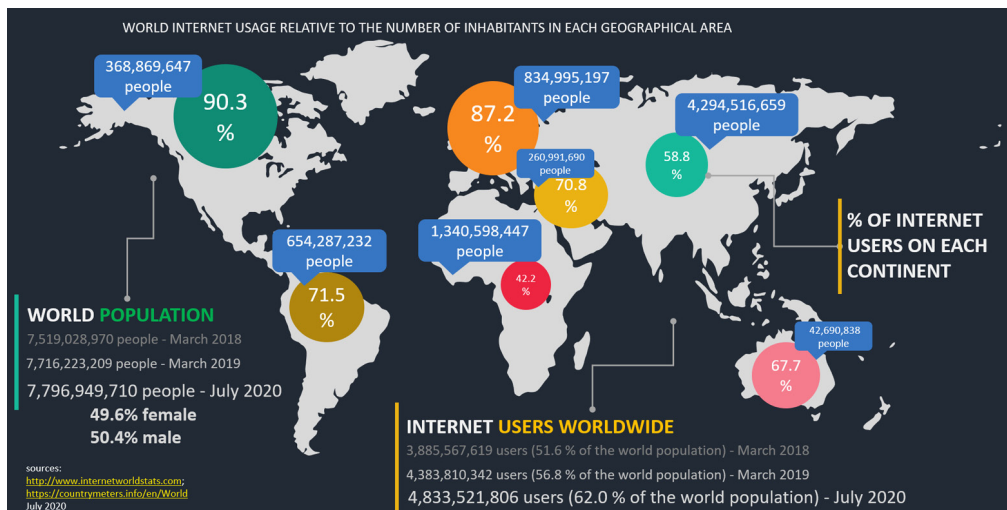 WORLD INTERNET USAGE RELATIVE TO THE NUMBER OF INHABITANTS IN EACH GEOGRAPHICAL AREA
368,869,647
people
90.3
%
834,995,197
people
87.2
%
4,294,516,659
people
58.8
%
260,991,690
people
70.8
%
1,340,598,447
people
42.2
%
654,287,232
people
71.5
%
42,690,838
people
67.7
%
% OF INTERNET
USERS ON EACH
CONTINENT
WORLD POPULATION
7,519,028,970 people - March 2018
7,716,223,209 people - March 2019
7,796,949,710 people - July 2020
49.6% female
50.4% male
INTERNET USERS WORLDWIDE
3,885,567,619 users (51.6 % of the world population) - March 2018
4,383,810,342 users (56.8 % of the world population) - March 2019
4,833,521,806 users (62.0 % of the world population) - July 2020
sources:
http://www.internetworldstats.com;
https://countrymeters.info/en/World
July 2020